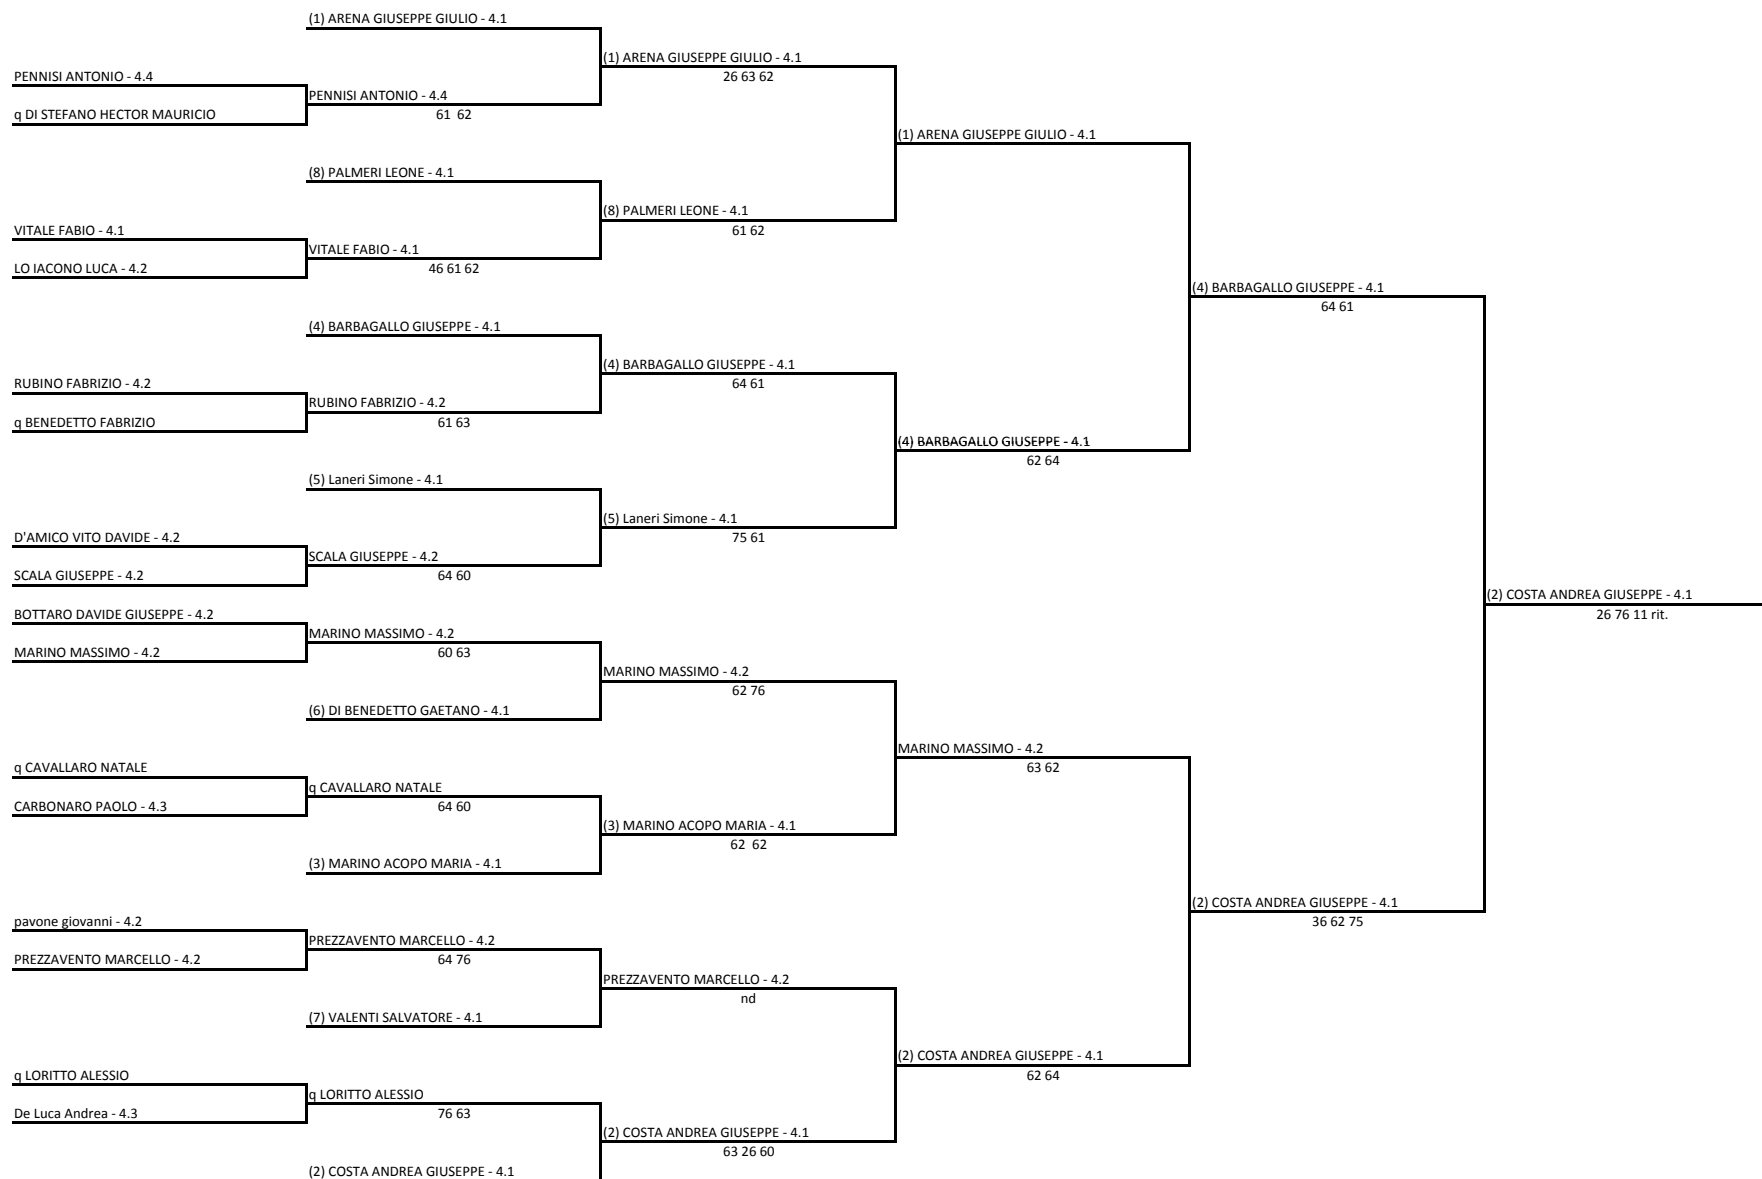 (1) ARENA GIUSEPPE GIULIO - 4.1
(1) ARENA GIUSEPPE GIULIO - 4.1
PENNISI ANTONIO - 4.4
26 63 62
PENNISI ANTONIO - 4.4
q DI STEFANO HECTOR MAURICIO
61  62
(1) ARENA GIUSEPPE GIULIO - 4.1
(8) PALMERI LEONE - 4.1
(8) PALMERI LEONE - 4.1
VITALE FABIO - 4.1
61 62
VITALE FABIO - 4.1
LO IACONO LUCA - 4.2
46 61 62
(4) BARBAGALLO GIUSEPPE - 4.1
64 61
(4) BARBAGALLO GIUSEPPE - 4.1
(4) BARBAGALLO GIUSEPPE - 4.1
RUBINO FABRIZIO - 4.2
64 61
RUBINO FABRIZIO - 4.2
q BENEDETTO FABRIZIO
61 63
(4) BARBAGALLO GIUSEPPE - 4.1
62 64
(5) Laneri Simone - 4.1
(5) Laneri Simone - 4.1
D'AMICO VITO DAVIDE - 4.2
75 61
SCALA GIUSEPPE - 4.2
SCALA GIUSEPPE - 4.2
64 60
(2) COSTA ANDREA GIUSEPPE - 4.1
BOTTARO DAVIDE GIUSEPPE - 4.2
26 76 11 rit.
MARINO MASSIMO - 4.2
MARINO MASSIMO - 4.2
60 63
MARINO MASSIMO - 4.2
62 76
(6) DI BENEDETTO GAETANO - 4.1
MARINO MASSIMO - 4.2
q CAVALLARO NATALE
63 62
q CAVALLARO NATALE
CARBONARO PAOLO - 4.3
64 60
(3) MARINO ACOPO MARIA - 4.1
62  62
(3) MARINO ACOPO MARIA - 4.1
(2) COSTA ANDREA GIUSEPPE - 4.1
pavone giovanni - 4.2
36 62 75
PREZZAVENTO MARCELLO - 4.2
PREZZAVENTO MARCELLO - 4.2
64 76
PREZZAVENTO MARCELLO - 4.2
nd
(7) VALENTI SALVATORE - 4.1
(2) COSTA ANDREA GIUSEPPE - 4.1
q LORITTO ALESSIO
62 64
q LORITTO ALESSIO
De Luca Andrea - 4.3
76 63
(2) COSTA ANDREA GIUSEPPE - 4.1
63 26 60
(2) COSTA ANDREA GIUSEPPE - 4.1